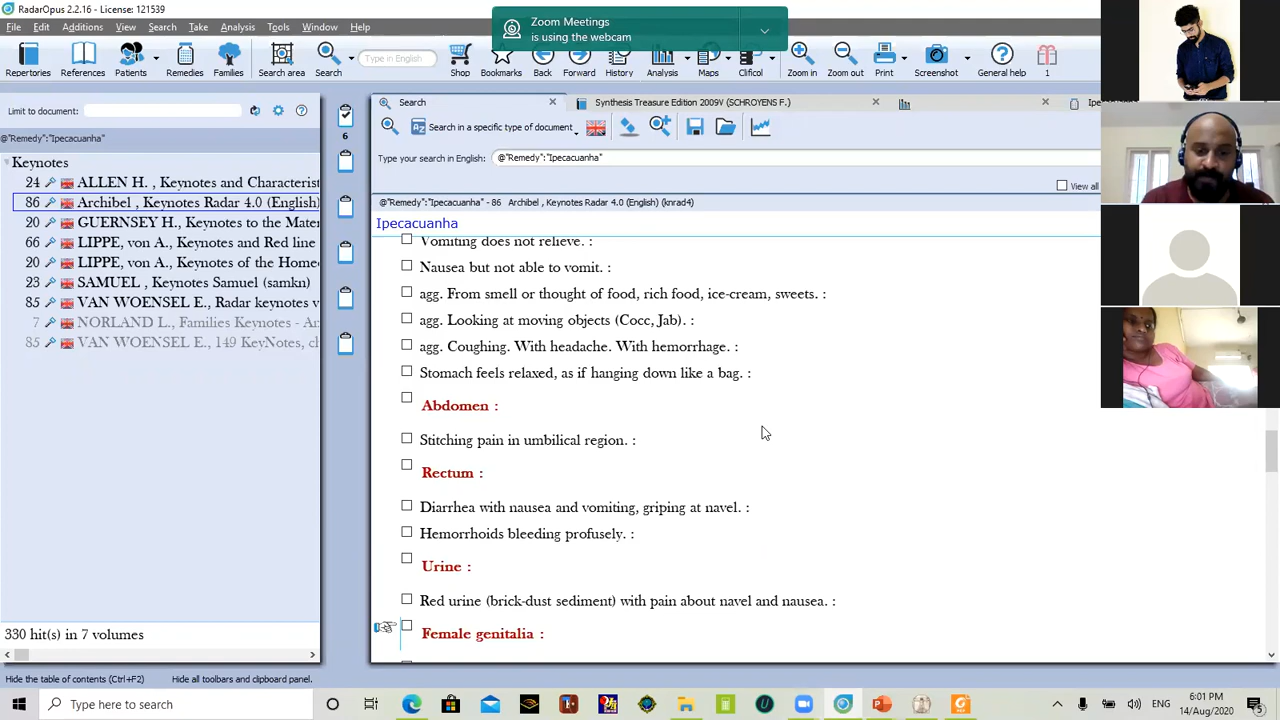 RadarOpus 2.2.16 - License: 121539
File Edit Additions Search Take Analysis Tools Window Help
Zoom Meetings
is using the webcam
Repertories References Patients Remedies Families Search area Search Type in English Shop Bookmarks Back Forward History Analysis Maps Clificol Zoom in Zoom out Print Screenshot General help 1
Limit to document:
@"Remedy":"Ipecacuanha"
Keynotes
24 ALLEN H. , Keynotes and Characterist
86 Archibel , Keynotes Radar 4.0 (English)
20 GUERNSEY H., Keynotes to the Mater
66 LIPPE, von A., Keynotes and Red line
20 LIPPE, von A., Keynotes of the Home
23 SAMUEL , Keynotes Samuel (samkn)
85 VAN WOENSEL E., Radar keynotes v
7 NORLAND L., Families Keynotes - An
85 VAN WOENSEL E., 149 KeyNotes, ch
330 hit(s) in 7 volumes
Hide the table of contents (Ctrl+F2) Hide all toolbars and clipboard panel.
6
Search Synthesis Treasure Edition 2009V (SCHROYENS F.) Ipe
Search in a specific type of document
Type your search in English: @"Remedy":"Ipecacuanha"
View all
@"Remedy":"Ipecacuanha" - 86 Archibel , Keynotes Radar 4.0 (English) (knrad4)
Ipecacuanha
Vomiting does not relieve. :
Nausea but not able to vomit. :
agg. From smell or thought of food, rich food, ice-cream, sweets. :
agg. Looking at moving objects (Cocc, Jab). :
agg. Coughing. With headache. With hemorrhage. :
Stomach feels relaxed, as if hanging down like a bag. :
Abdomen :
Stitching pain in umbilical region. :
Rectum :
Diarrhea with nausea and vomiting, griping at navel. :
Hemorrhoids bleeding profusely. :
Urine :
Red urine (brick-dust sediment) with pain about navel and nausea. :
Female genitalia :
Type here to search
ENG
6:01 PM
14/Aug/2020
5